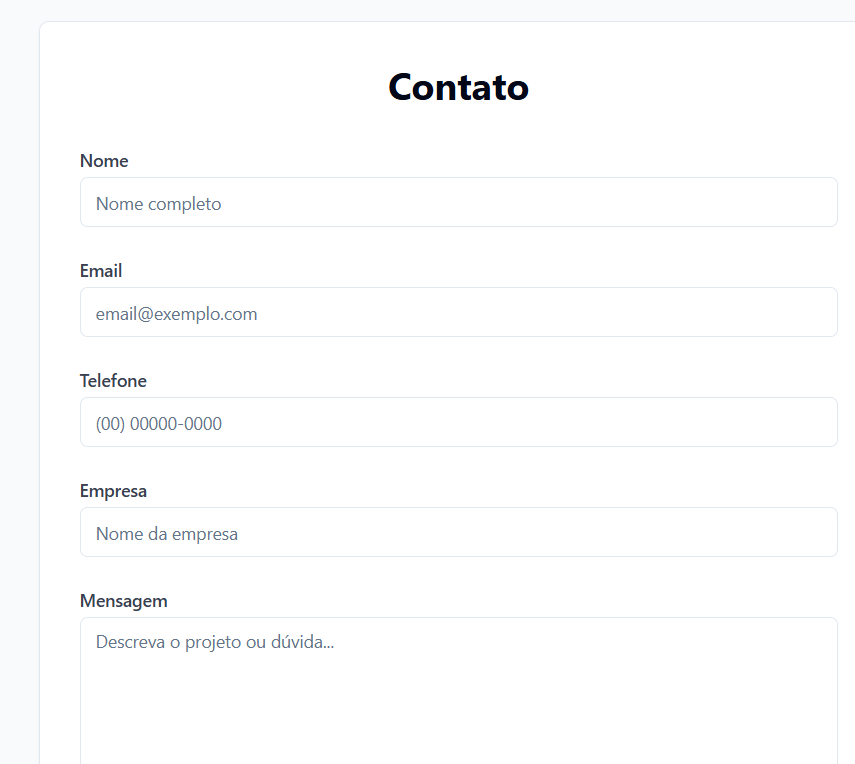 Contato
Nome
Nome completo
Email
email@exemplo.com
Telefone
(00) 00000-0000
Empresa
Nome da empresa
Mensagem
Descreva o projeto ou dúvida...